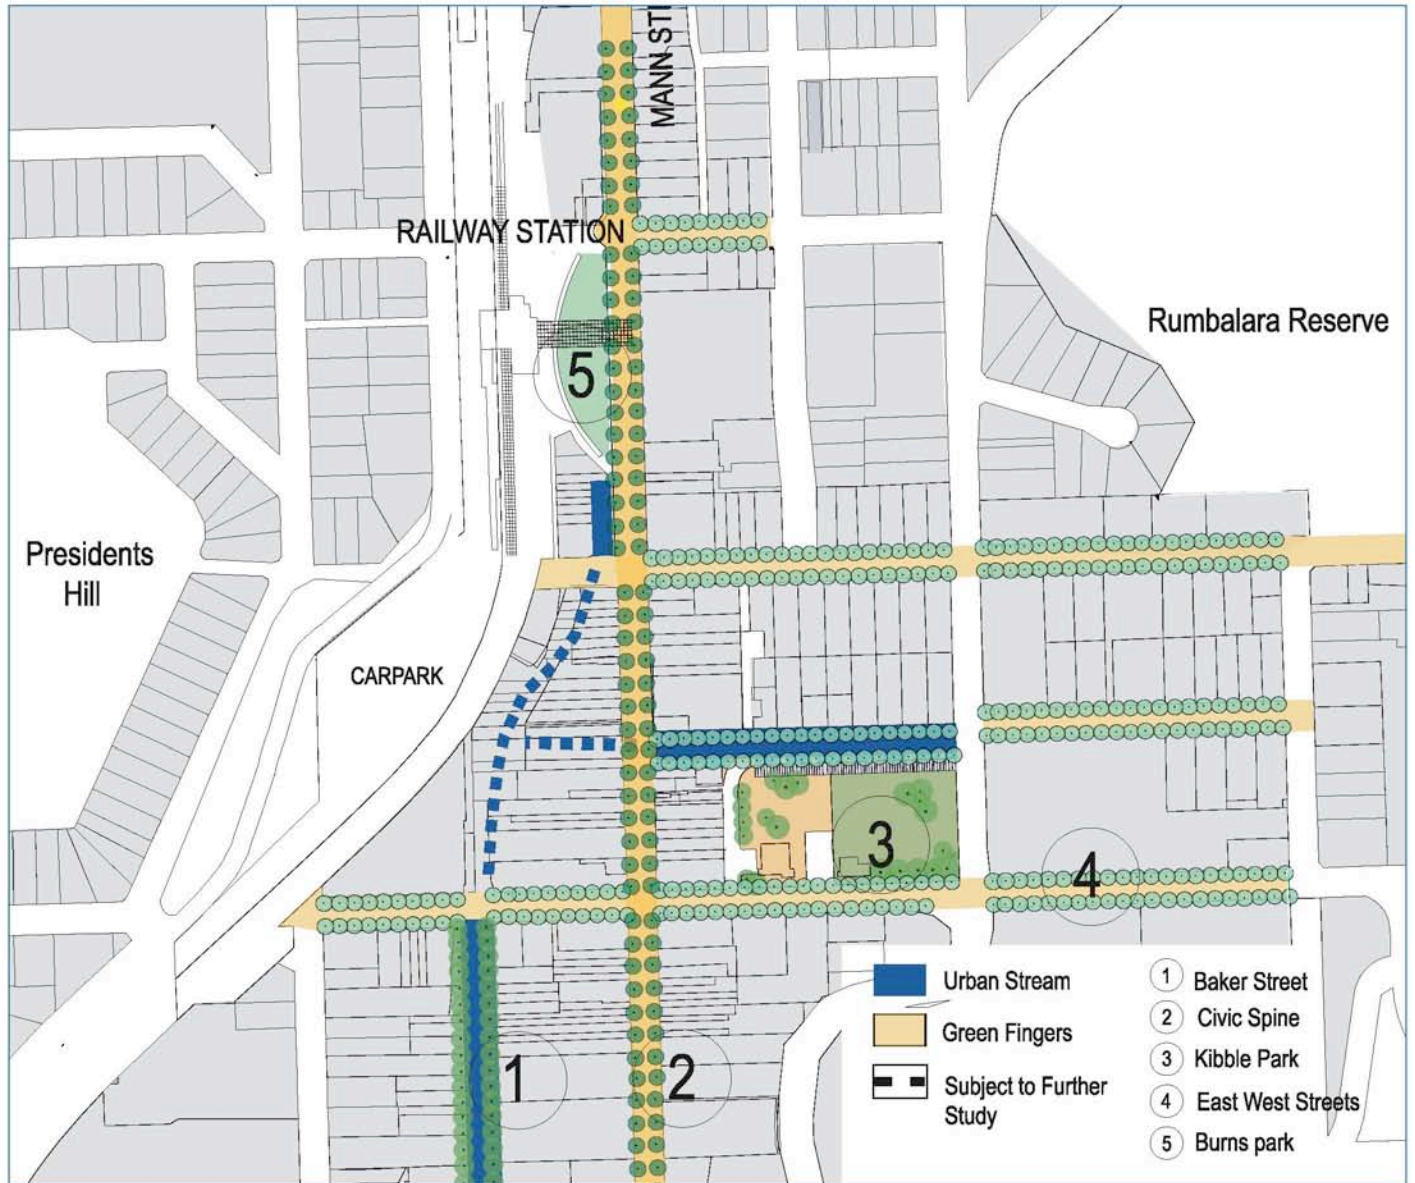 MANN ST
RAILWAY STATION
5
Rumbalara Reserve
Presidents
Hill
CARPARK
3
4
1
2
Urban Stream
Green Fingers
Subject to Further
Study
1 Baker Street
2 Civic Spine
3 Kibble Park
4 East West Streets
5 Burns park